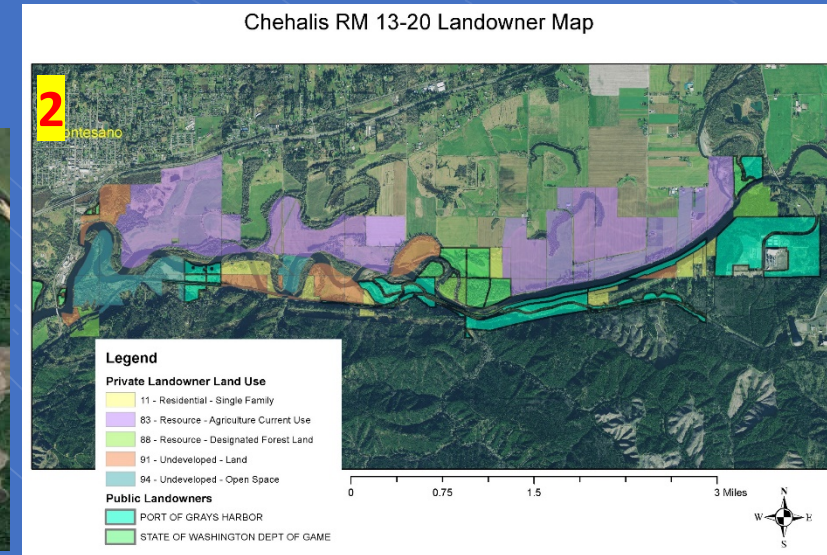 Chehalis RM 13-20 Landowner Map
2
ontesano
Legend
Private Landowner Land Use
11 - Residential - Single Family
83 - Resource - Agriculture Current Use
88 - Resource - Designated Forest Land
91 - Undeveloped - Land
94 - Undeveloped - Open Space
Public Landowners
PORT OF GRAYS HARBOR
STATE OF WASHINGTON DEPT OF GAME
0 0.75 1.5 3 Miles
N
W E
S